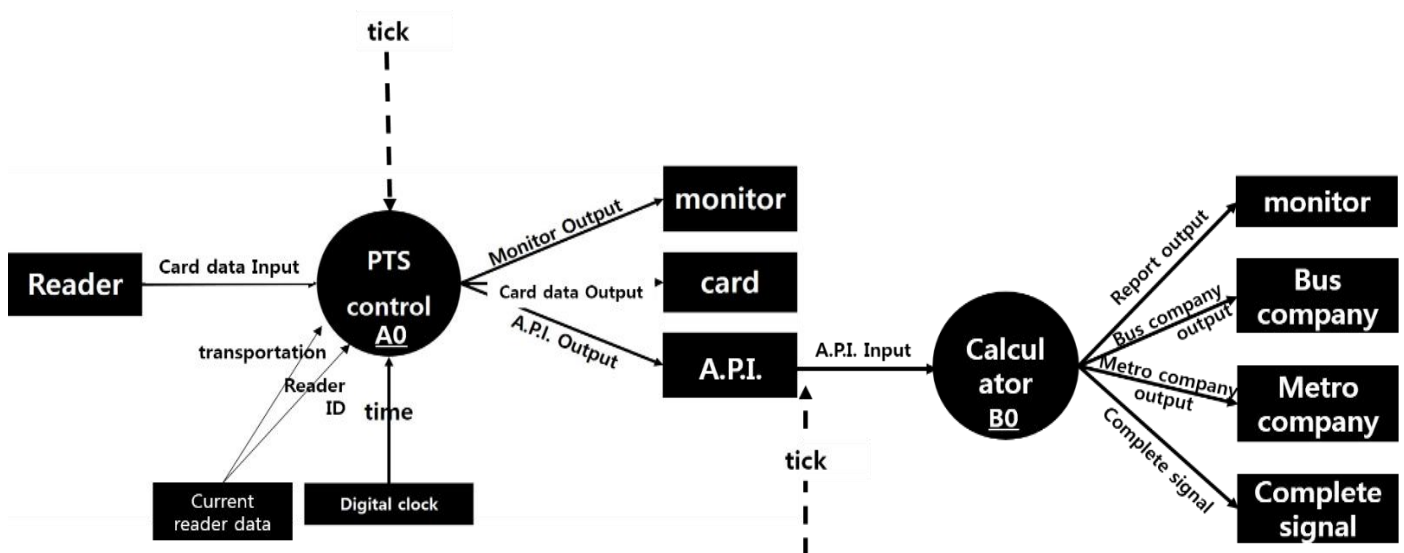 tick
Reader
Card data Input
PTS
control
A0
transportation
Reader
ID
time
Current
reader data
Digital clock
Monitor Output
Card data Output
A.P.I. Output
monitor
card
A.P.I.
A.P.I. Input
tick
Calcul
ator
B0
Report output
Bus company
output
Metro company
output
Complete signal
monitor
Bus
company
Metro
company
Complete
signal